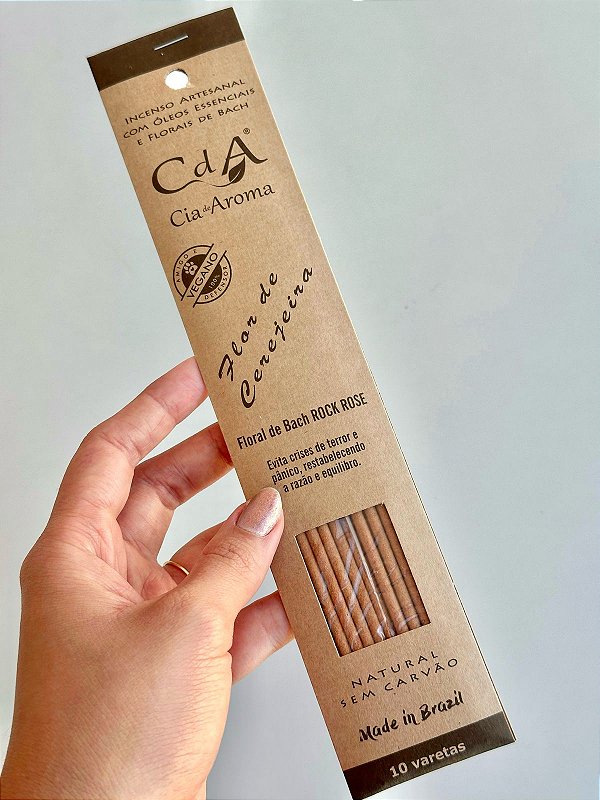 INCENSO ARTESANAL
COM ÓLEOS ESSENCIAIS
E FLORAIS DE BACH
CdA®
Cia de Aroma
AMIGO E
VEGANO
100%
DEFENSOR
Flor de
Cerejeira
Floral de Bach ROCK ROSE
Evita crises de terror e
pânico, restabelecendo
a razão e equilíbrio.
NATURAL
SEM CARVÃO
Made in Brazil
10 varetas